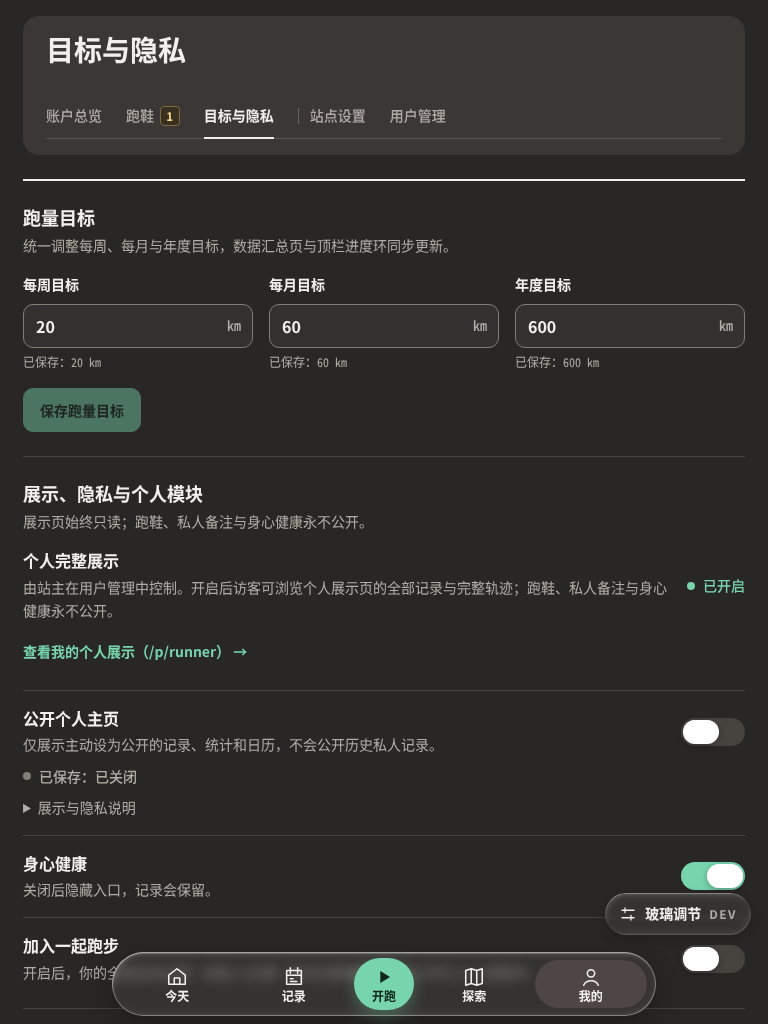 目标与隐私
账户总览 跑鞋 1 目标与隐私 站点设置 用户管理
跑量目标
统一调整每周、每月与年度目标，数据汇总页与顶栏进度环同步更新。
每周目标 每月目标 年度目标
20 km 60 km 600 km
已保存：20 km 已保存：60 km 已保存：600 km
保存跑量目标
展示、隐私与个人模块
展示页始终只读；跑鞋、私人备注与身心健康永不公开。
个人完整展示
由站主在用户管理中控制。开启后访客可浏览个人展示页的全部记录与完整轨迹；跑鞋、私人备注与身心 已开启
健康永不公开。
查看我的个人展示（/p/runner） →
公开个人主页
仅展示主动设为公开的记录、统计和日历，不会公开历史私人记录。
已保存：已关闭
展示与隐私说明
身心健康
关闭后隐藏入口，记录会保留。
玻璃调节 DEV
加入一起跑步
开启后，你的
今天 记录 开跑 探索 我的